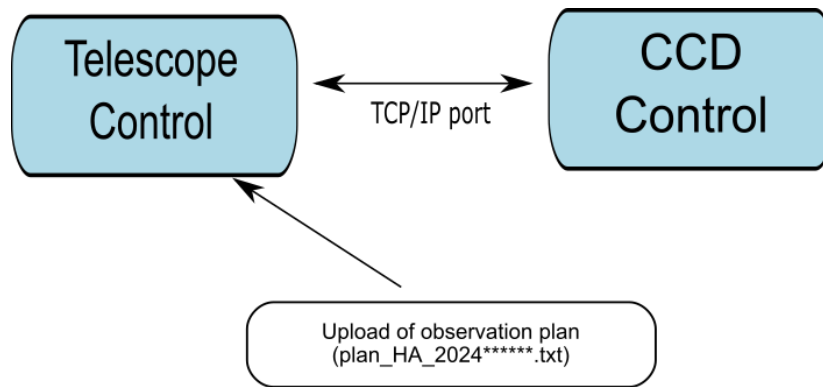 Telescope
Control
TCP/IP port
CCD
Control
Upload of observation plan
(plan_HA_2024******.txt)